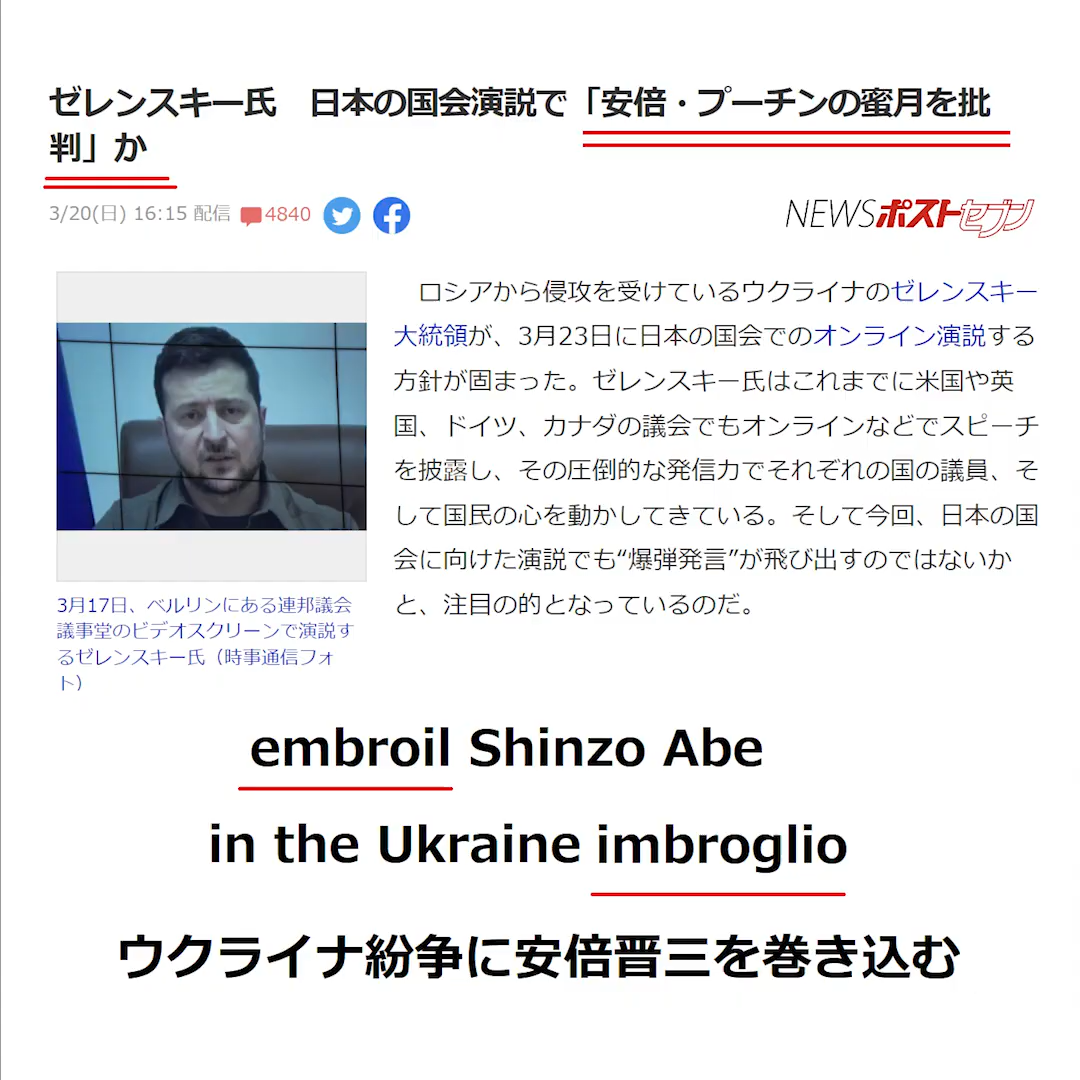 ゼレンスキー氏　日本の国会演説で「安倍・プーチンの蜜月を批
判」か
3/20(日) 16:15 配信 4840
NEWSポストセブン
ロシアから侵攻を受けているウクライナのゼレンスキー
大統領が、3月23日に日本の国会でのオンライン演説する
方針が固まった。ゼレンスキー氏はこれまでに米国や英
国、ドイツ、カナダの議会でもオンラインなどでスピーチ
を披露し、その圧倒的な発信力でそれぞれの国の議員、そ
して国民の心を動かしてきている。そして今回、日本の国
会に向けた演説でも“爆弾発言”が飛び出すのではないか
と、注目の的となっているのだ。
3月17日、ベルリンにある連邦議会
議事堂のビデオスクリーンで演説す
るゼレンスキー氏（時事通信フォ
ト）
embroil Shinzo Abe
in the Ukraine imbroglio
ウクライナ紛争に安倍晋三を巻き込む